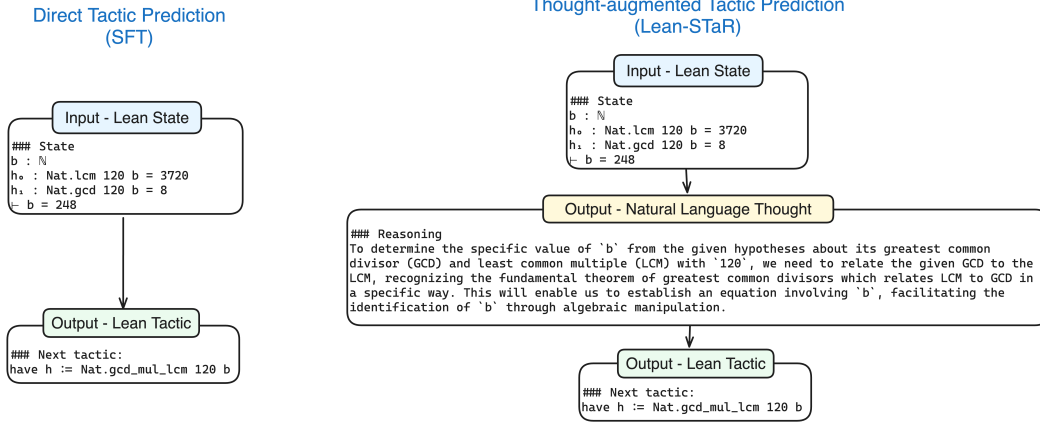 Direct Tactic Prediction
(SFT)
Input - Lean State
### State
b : ℕ
h₀ : Nat.lcm 120 b = 3720
h₁ : Nat.gcd 120 b = 8
⊢ b = 248
Output - Lean Tactic
### Next tactic:
have h := Nat.gcd_mul_lcm 120 b
Thought-augmented Tactic Prediction
(Lean-STaR)
Input - Lean State
### State
b : ℕ
h₀ : Nat.lcm 120 b = 3720
h₁ : Nat.gcd 120 b = 8
⊢ b = 248
Output - Natural Language Thought
### Reasoning
To determine the specific value of `b` from the given hypotheses about its greatest common
divisor (GCD) and least common multiple (LCM) with `120`, we need to relate the given GCD to the
LCM, recognizing the fundamental theorem of greatest common divisors which relates LCM to GCD in
a specific way. This will enable us to establish an equation involving `b`, facilitating the
identification of `b` through algebraic manipulation.
Output - Lean Tactic
### Next tactic:
have h := Nat.gcd_mul_lcm 120 b